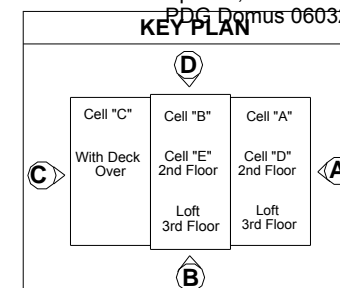 PDG Domus 0603
KEY PLAN
D
Cell "C"
With Deck
Over
Cell "B"
Cell "E"
2nd Floor
Loft
3rd Floor
Cell "A"
Cell "D"
2nd Floor
Loft
3rd Floor
C
A
B